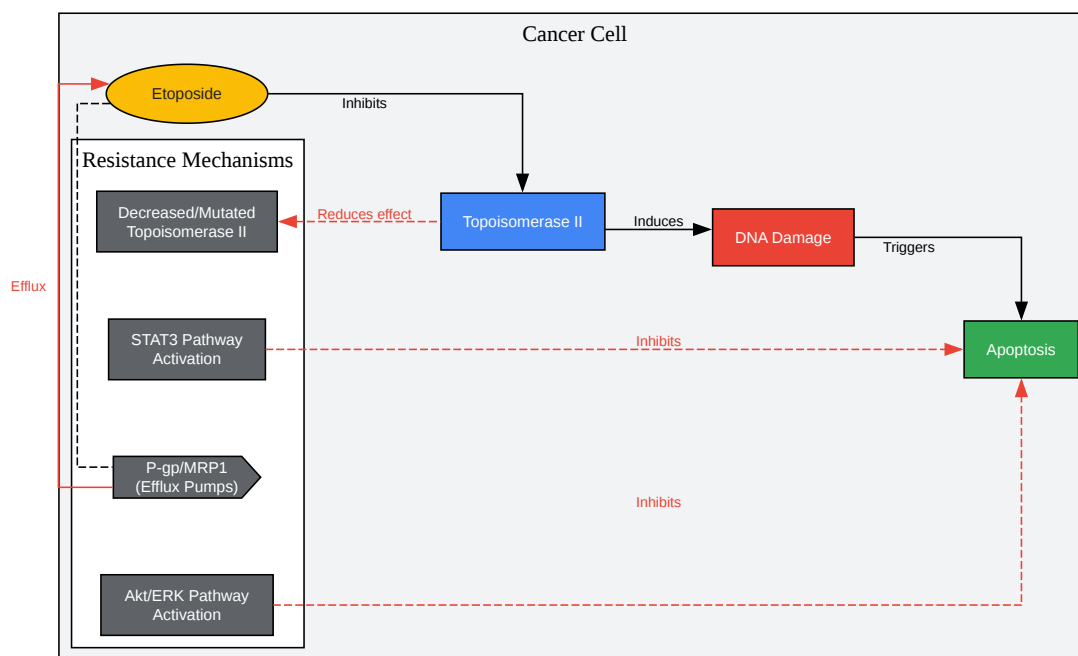 Cancer Cell
Etoposide
Inhibits
Resistance Mechanisms
Decreased/Mutated
Topoisomerase II
Reduces effect
Topoisomerase II
Induces
DNA Damage
Triggers
Efflux
STAT3 Pathway
Activation
Inhibits
Apoptosis
P-gp/MRP1
(Efflux Pumps)
Inhibits
Akt/ERK Pathway
Activation